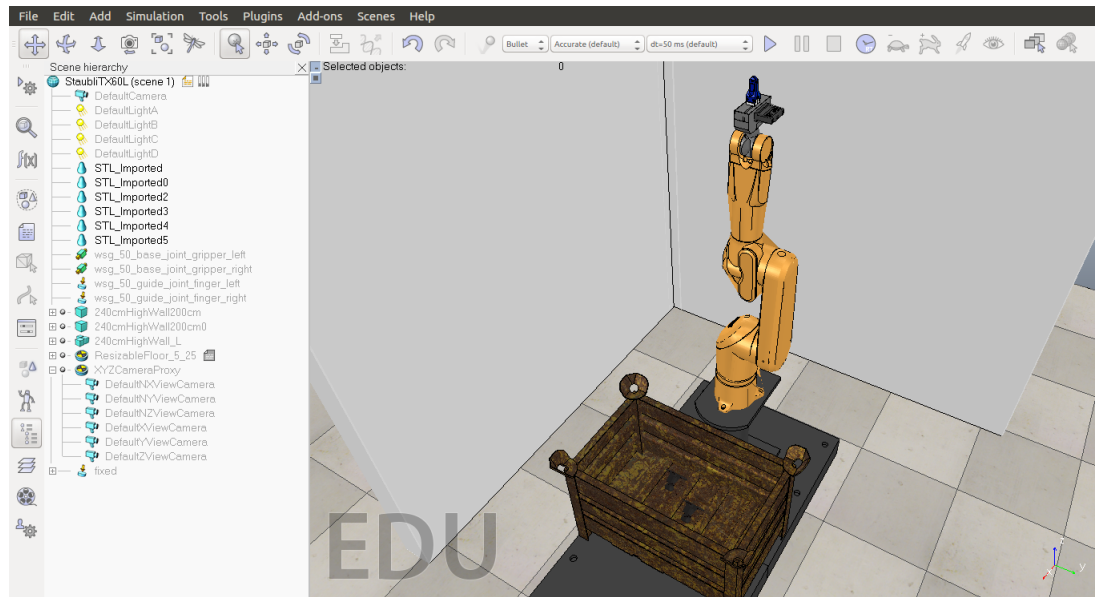 File Edit Add Simulation Tools Plugins Add-ons Scenes Help
Bullet Accurate (default) dt=50 ms (default)
Scene hierarchy
Selected objects: 0
StaubliTX60L (scene 1)
DefaultCamera
DefaultLightA
DefaultLightB
DefaultLightC
DefaultLightD
STL_Imported
STL_Imported0
STL_Imported2
STL_Imported3
STL_Imported4
STL_Imported5
wsg_50_base_joint_gripper_left
wsg_50_base_joint_gripper_right
wsg_50_guide_joint_finger_left
wsg_50_guide_joint_finger_right
240cmHighWall200cm
240cmHighWall200cm0
240cmHighWall_L
ResizableFloor_5_25
XYZCameraProxy
DefaultNXViewCamera
DefaultNYViewCamera
DefaultNZViewCamera
DefaultXViewCamera
DefaultYViewCamera
DefaultZViewCamera
fixed
f(x)
EDU
y